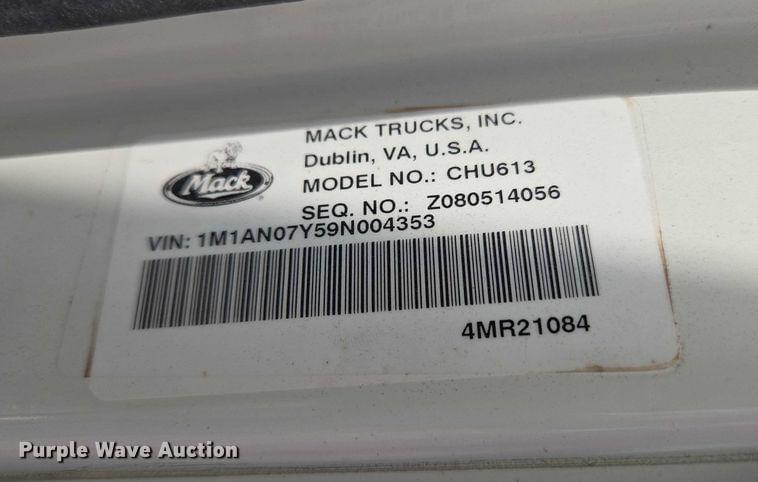 MACK TRUCKS, INC.
Dublin, VA, U.S.A.
Mack
MODEL NO.: CHU613
SEQ. NO.: Z080514056
VIN: 1M1AN07Y59N004353
4MR21084
Purple Wave Auction